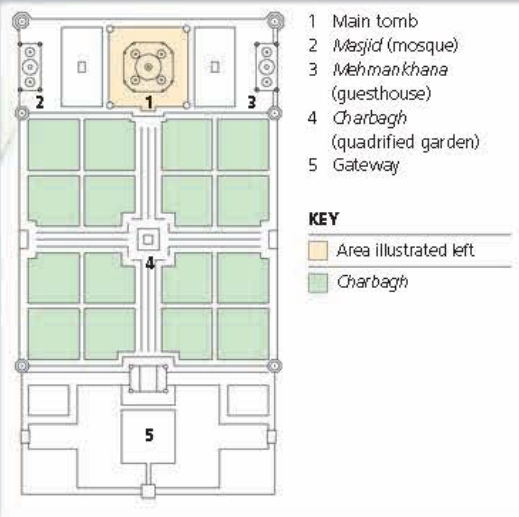 1 Main tomb
2 Masjid (mosque)
3 Mehmankhana
(guesthouse)
4 Charbagh
(quadrified garden)
5 Gateway
KEY
Area illustrated left
Charbagh
2
1
3
4
5